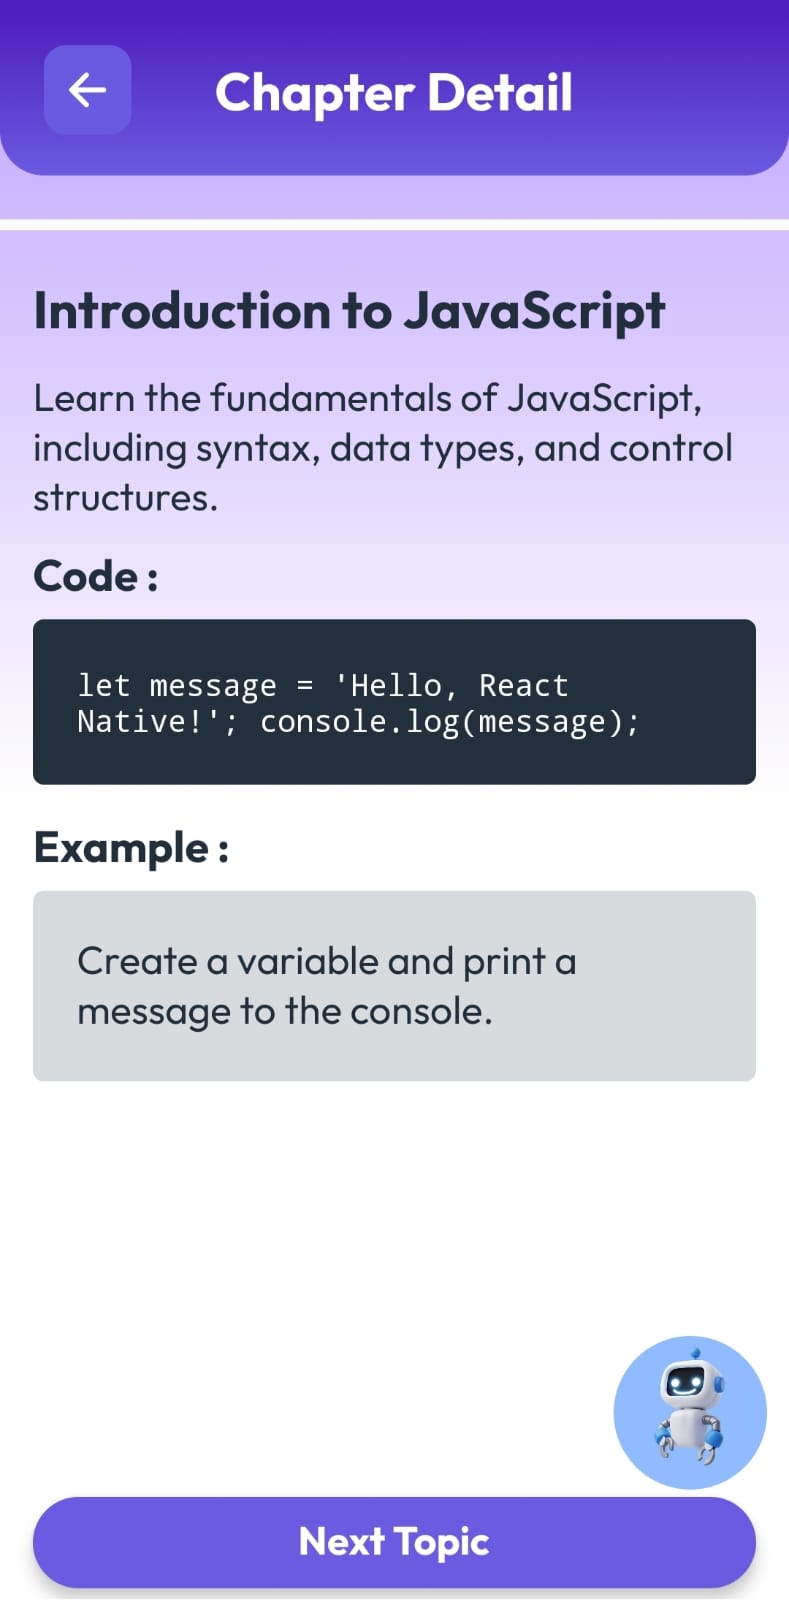 Chapter Detail
Introduction to JavaScript
Learn the fundamentals of JavaScript,
including syntax, data types, and control
structures.
Code :
let message = 'Hello, React
Native!'; console.log(message);
Example :
Create a variable and print a
message to the console.
Next Topic